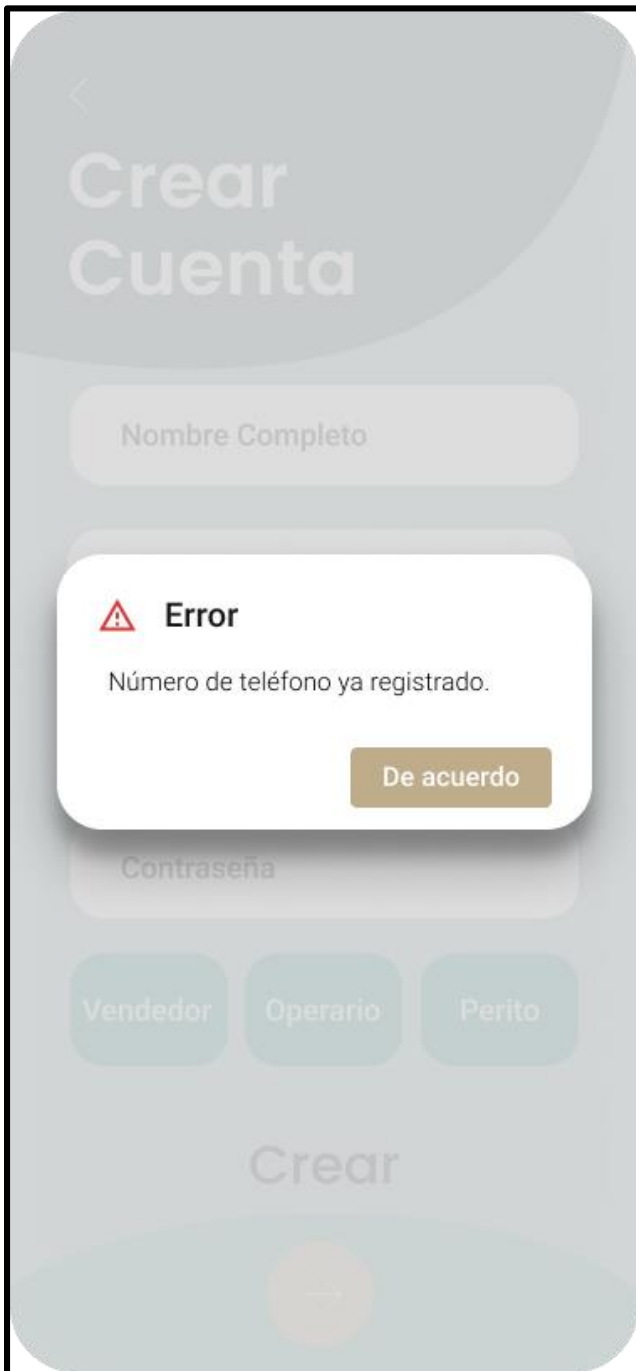 Crear
Cuenta
Nombre Completo
Error
Número de teléfono ya registrado.
De acuerdo
Contraseña
Vendedor
Operario
Perito
Crear